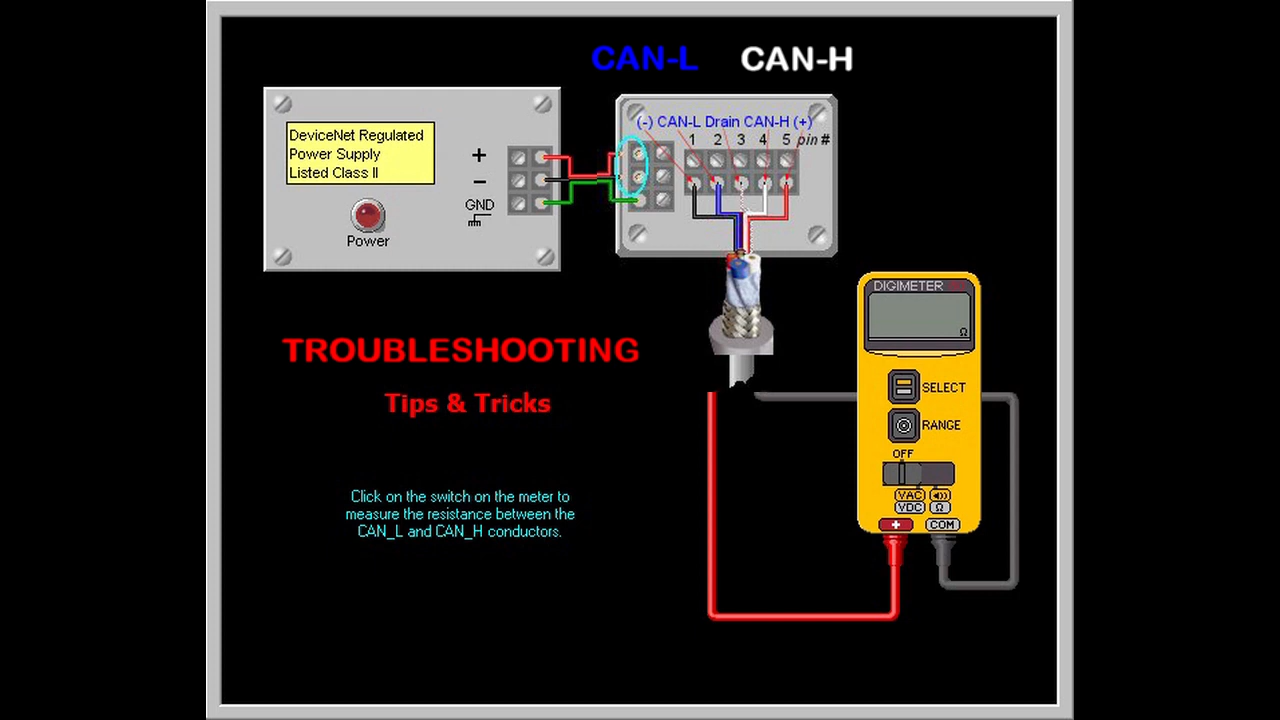 CAN-L CAN-H
DeviceNet Regulated
Power Supply
Listed Class II
+
−
GND
Power
(-) CAN-L Drain CAN-H (+)
1 2 3 4 5 pin #
TROUBLESHOOTING
Tips & Tricks
Click on the switch on the meter to
measure the resistance between the
CAN_L and CAN_H conductors.
DIGIMETER
Ω
SELECT
RANGE
OFF
VAC
VDC Ω
+ COM